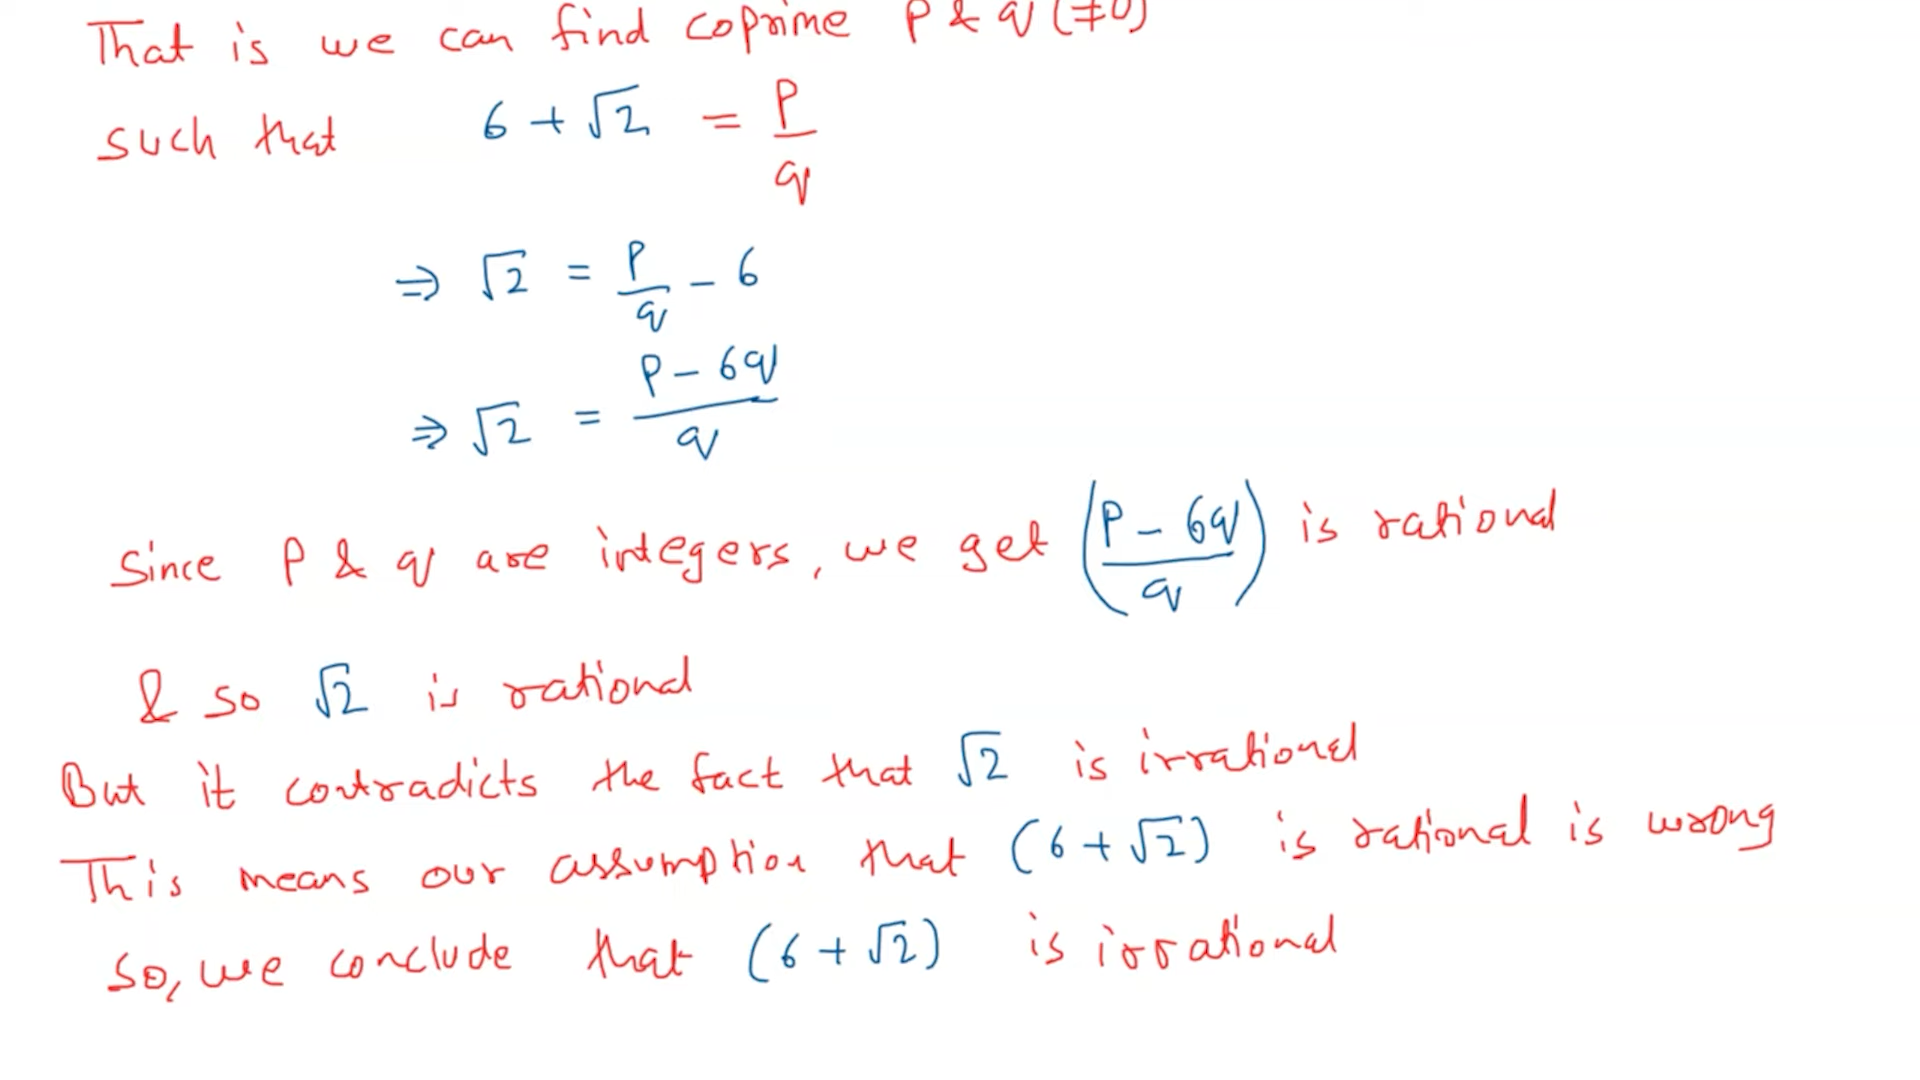 That is we can find coprime p & q (≠0)
such that 6 + √2 = p/q
⇒ √2 = p/q - 6
⇒ √2 = (p - 6q)/q
Since p & q are integers, we get ((p - 6q)/q) is rational
& so √2 is rational
But it contradicts the fact that √2 is irrational
This means our assumption that (6 + √2) is rational is wrong
so, we conclude that (6 + √2) is irrational